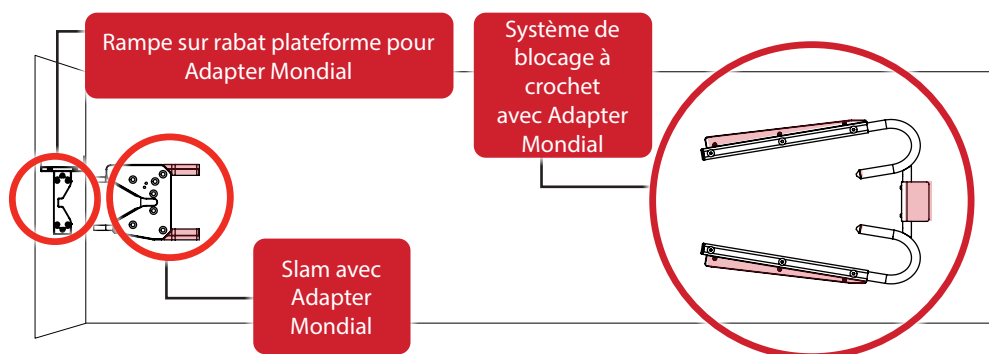 Rampe sur rabat plateforme pour
Adapter Mondial
Système de
blocage à
crochet
avec Adapter
Mondial
Slam avec
Adapter
Mondial